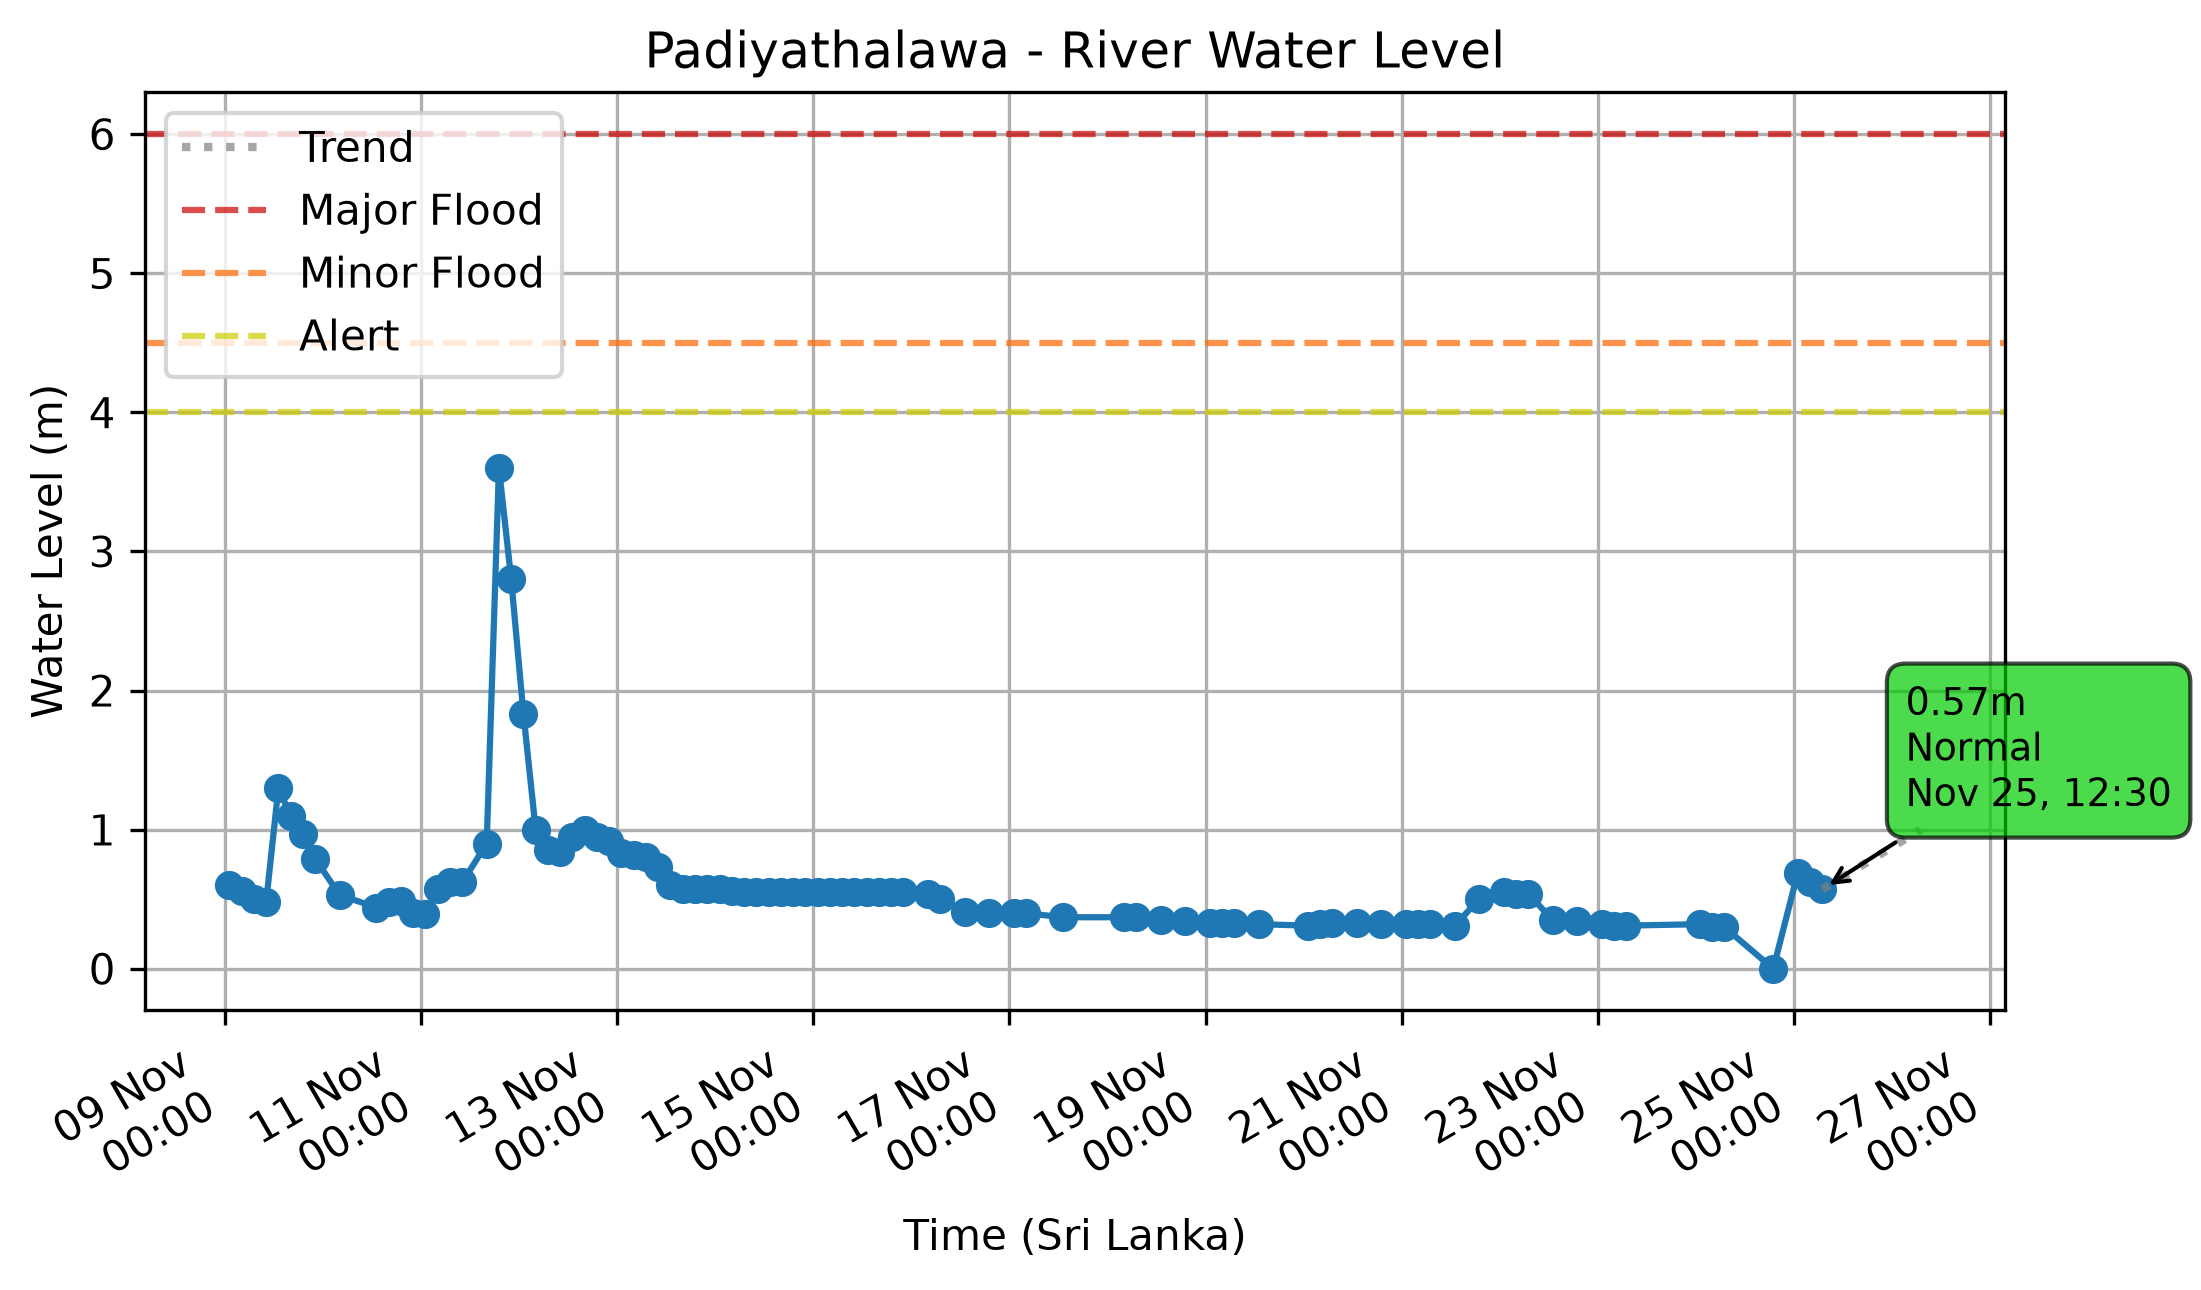 Padiyathalawa - River Water Level
Trend
Major Flood
Minor Flood
Alert
Water Level (m)
6
5
4
3
2
1
0
0.57m
Normal
Nov 25, 12:30
09 Nov
00:00
11 Nov
00:00
13 Nov
00:00
15 Nov
00:00
17 Nov
00:00
19 Nov
00:00
21 Nov
00:00
23 Nov
00:00
25 Nov
00:00
27 Nov
00:00
Time (Sri Lanka)